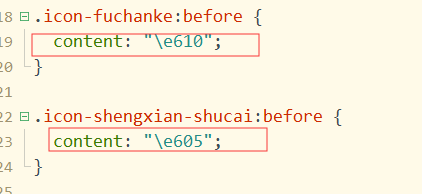 18 .icon-fuchanke:before {
19 content: "\e610";
20 }
21
22 .icon-shengxian-shucai:before {
23 content: "\e605";
24 }